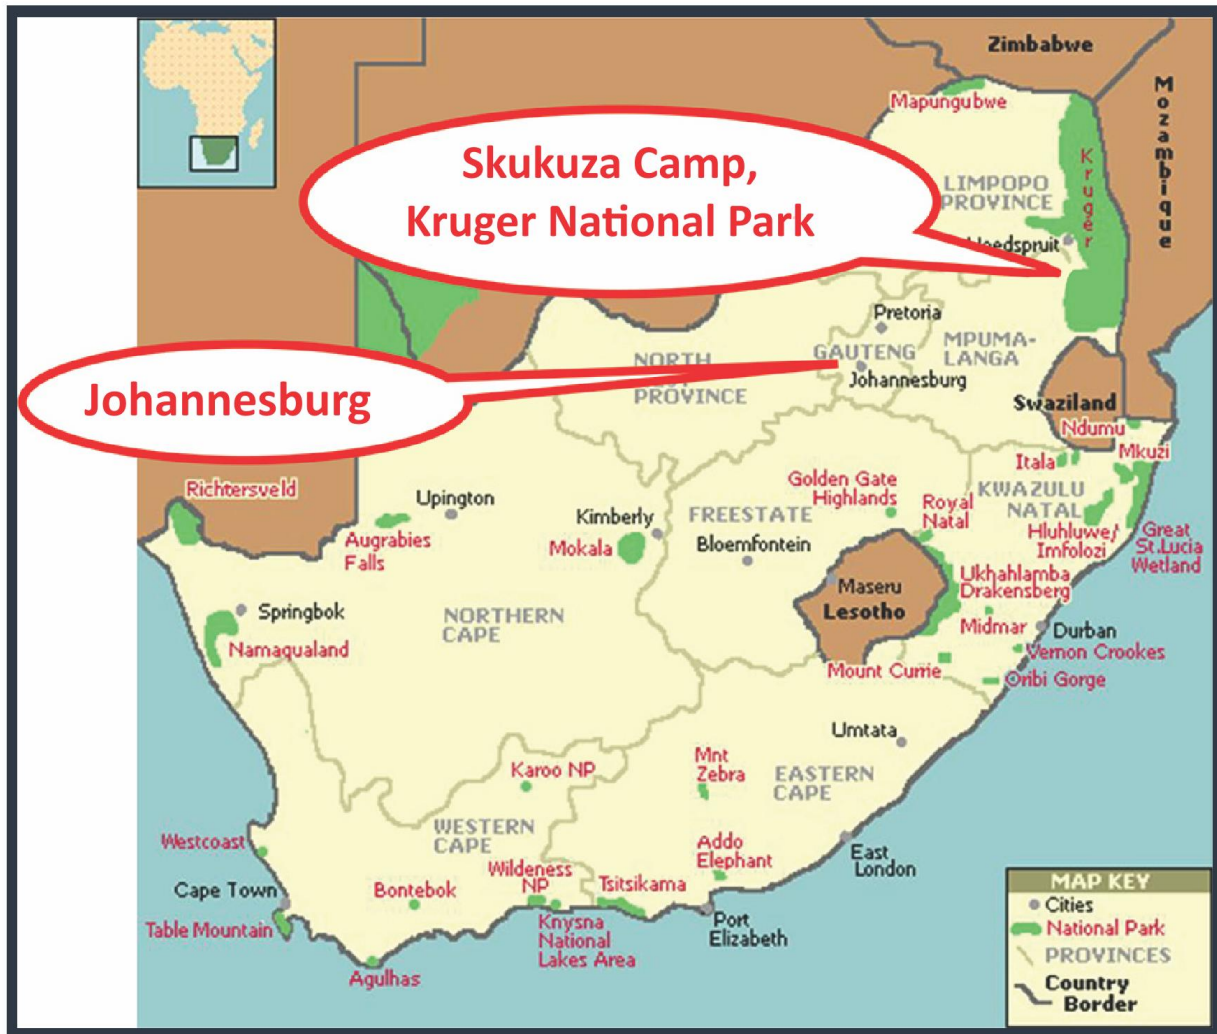 Zimbabwe
Mozambique
Mapungubwe
Kruger
Skukuza Camp,
Kruger National Park
LIMPOPO
PROVINCE
Pretoria
GAUTENG
Johannesburg
MPUMA-
LANGA
NORTH
PROVINCE
Johannesburg
Swaziland
Ndumu
Mkuzi
Itala
KWAZULU
NATAL
Hluhluwe/
Imfolozi
Great
St.Lucia
Wetland
Golden Gate
Highlands
Royal
Natal
Richtersveld
Upington
Augrabies
Falls
Kimberly
Mokala
FREESTATE
Bloemfontein
Maseru
Lesotho
Ukhahlamba
Drakensberg
Midmar
Durban
Vernon Crookes
Mount Currie
Oribi Gorge
Springbok
Namaqualand
NORTHERN
CAPE
Umtata
Mnt
Zebra
EASTERN
CAPE
Karoo NP
WESTERN
CAPE
Westcoast
Cape Town
Table Mountain
Bontebok
Agulhas
Wilderness
NP
Knysna
National
Lakes Area
Tsitsikama
Addo
Elephant
Port
Elizabeth
East
London
MAP KEY
Cities
National Park
PROVINCES
Country
Border